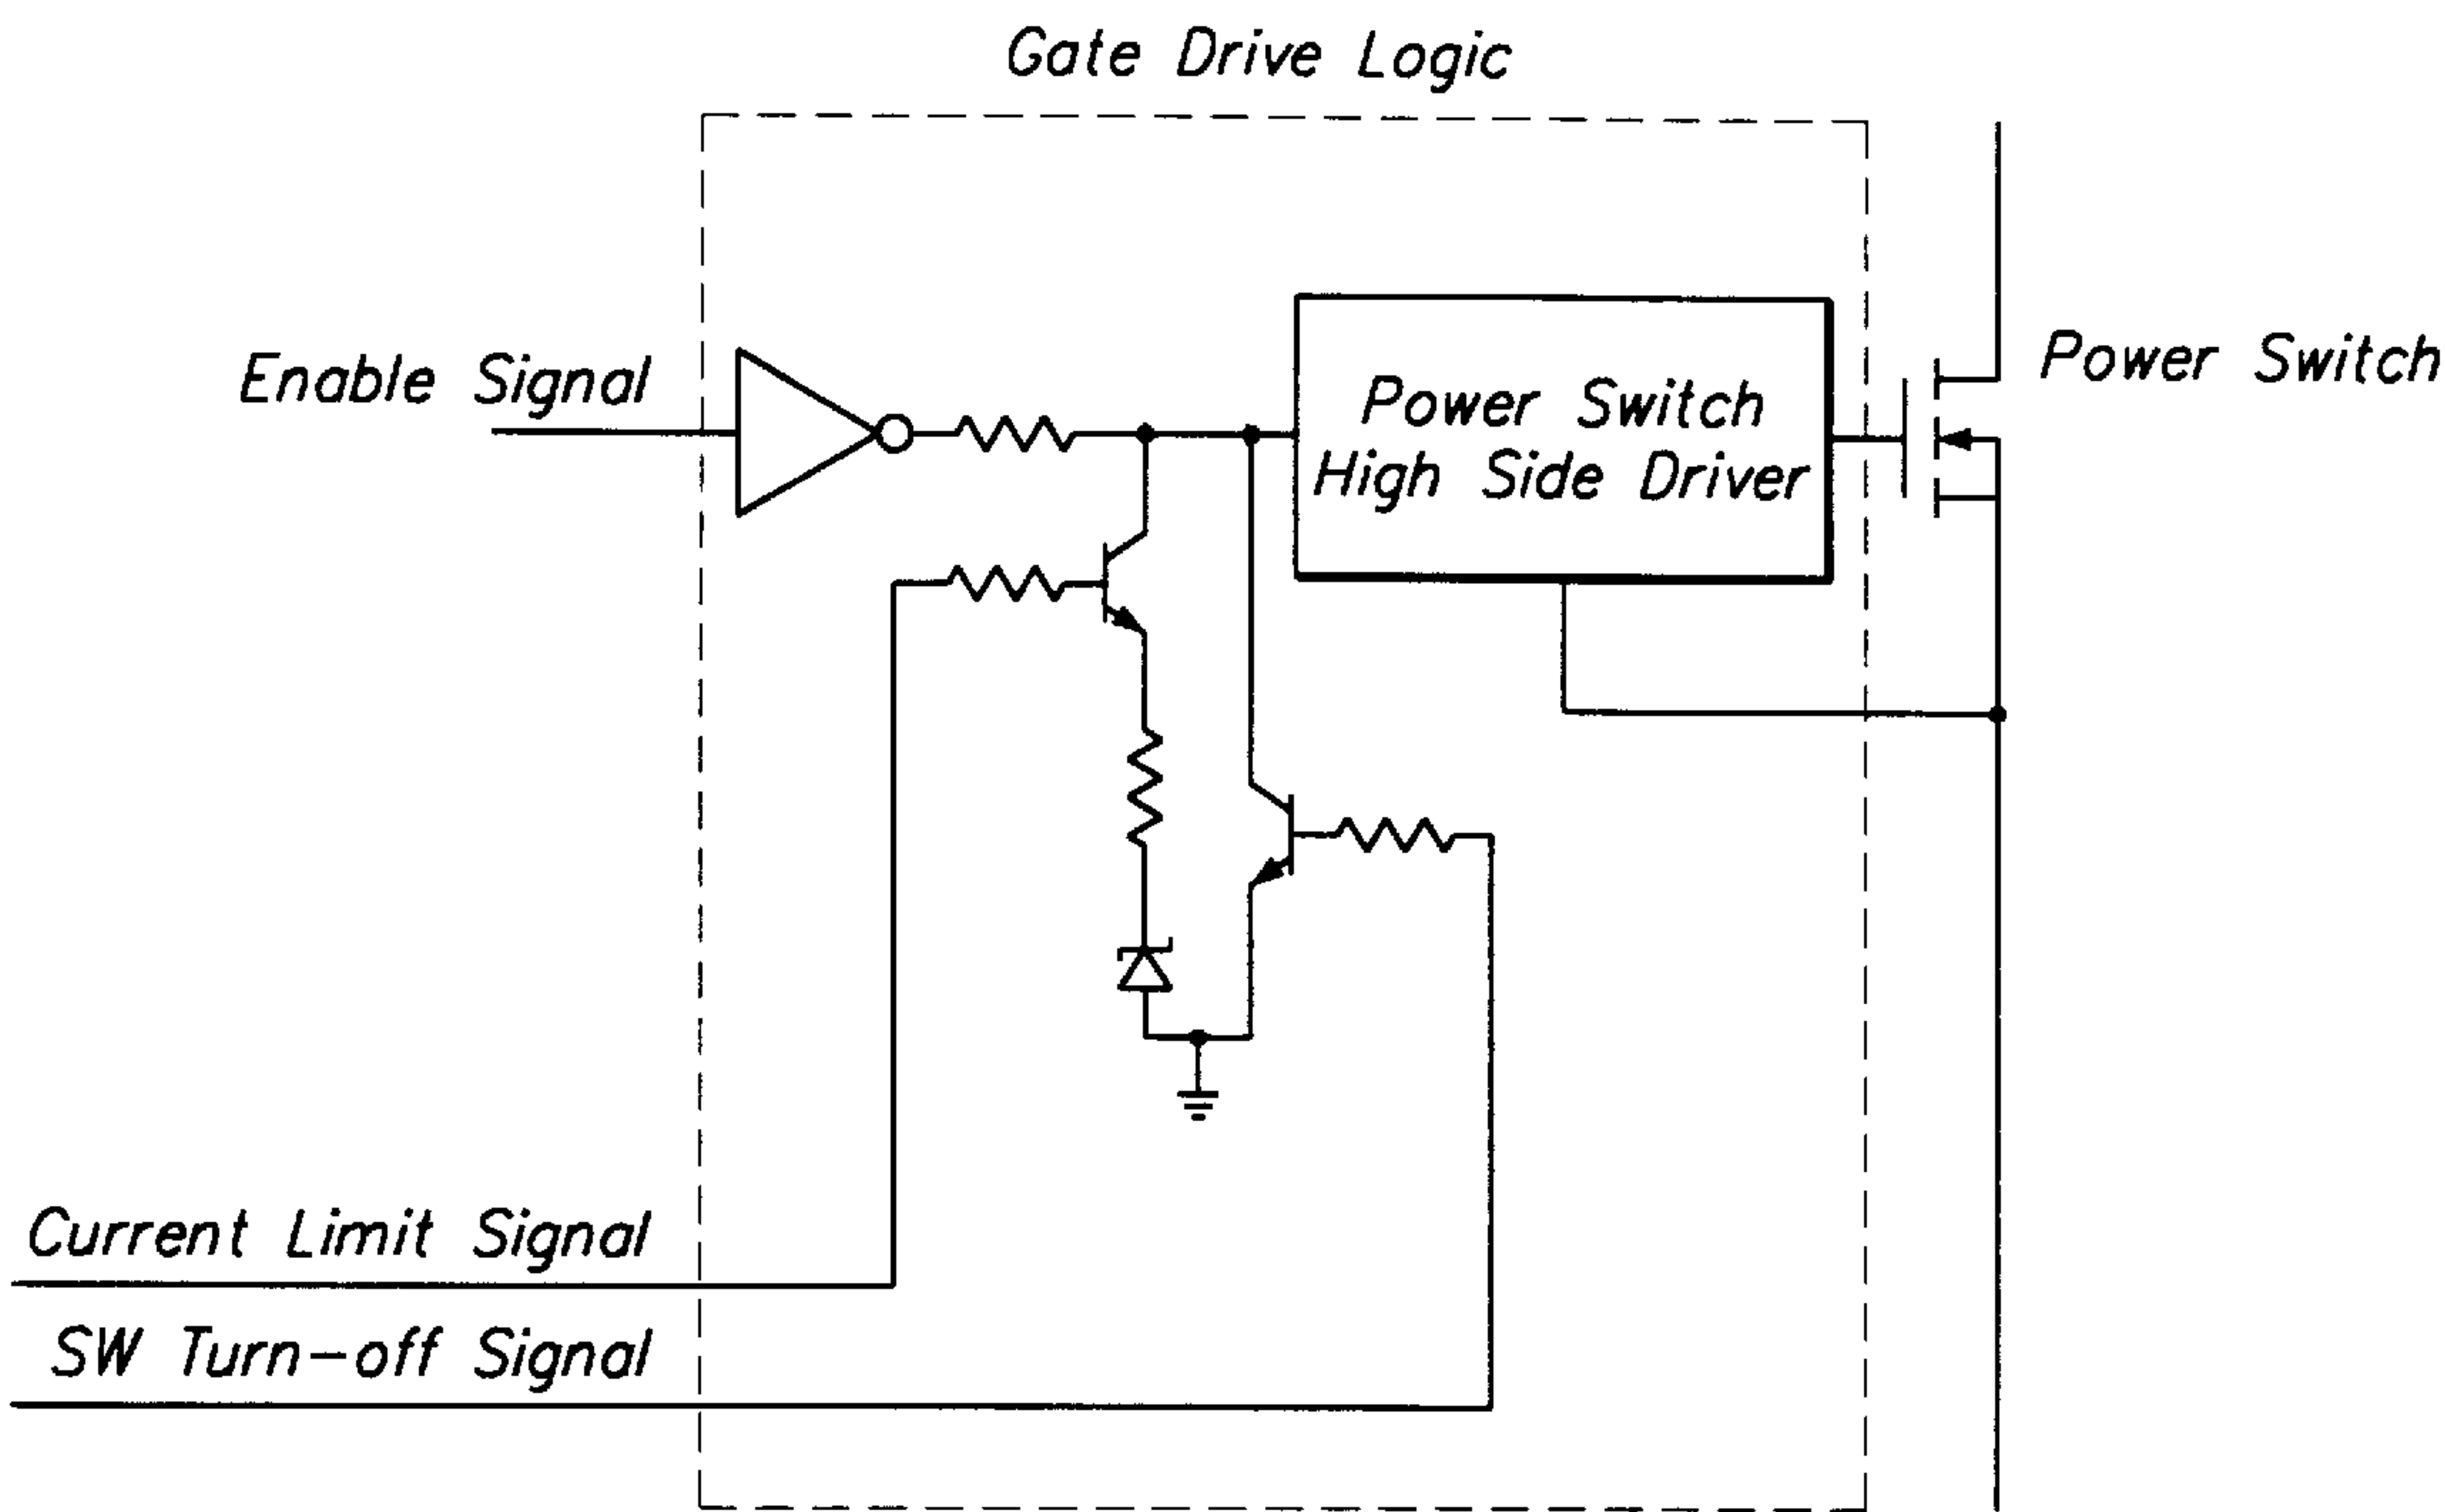 Gate Drive Logic
Enable Signal
Power Switch
Power Switch
High Side Driver
Current Limit Signal
SW Turn-off Signal